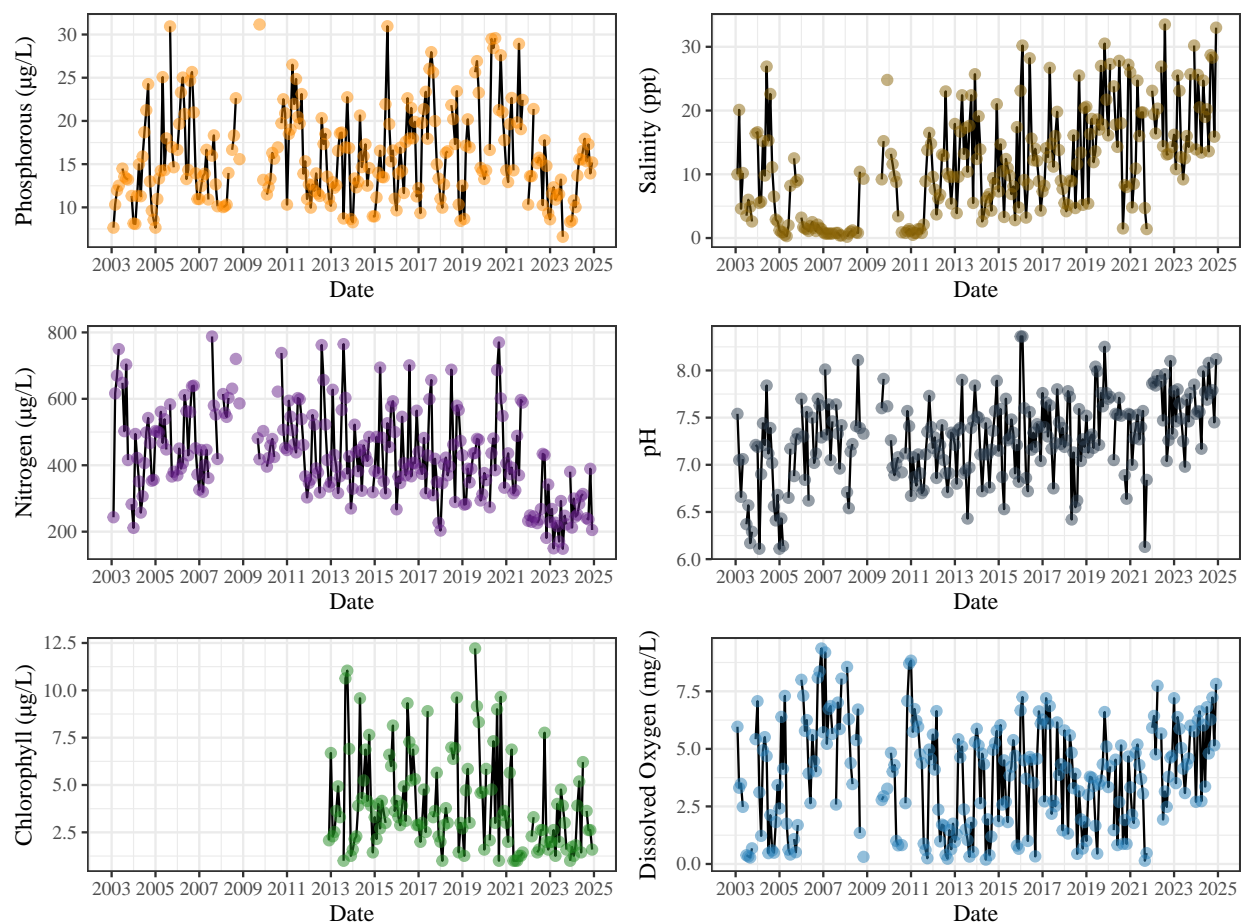 Phosphorous (μg/L)
30
25
20
15
10
2003 2005 2007 2009 2011 2013 2015 2017 2019 2021 2023 2025
Date
Salinity (ppt)
30
20
10
0
2003 2005 2007 2009 2011 2013 2015 2017 2019 2021 2023 2025
Date
Nitrogen (μg/L)
800
600
400
200
2003 2005 2007 2009 2011 2013 2015 2017 2019 2021 2023 2025
Date
pH
8.0
7.5
7.0
6.5
6.0
2003 2005 2007 2009 2011 2013 2015 2017 2019 2021 2023 2025
Date
Chlorophyll (μg/L)
12.5
10.0
7.5
5.0
2.5
2003 2005 2007 2009 2011 2013 2015 2017 2019 2021 2023 2025
Date
Dissolved Oxygen (mg/L)
7.5
5.0
2.5
0.0
2003 2005 2007 2009 2011 2013 2015 2017 2019 2021 2023 2025
Date